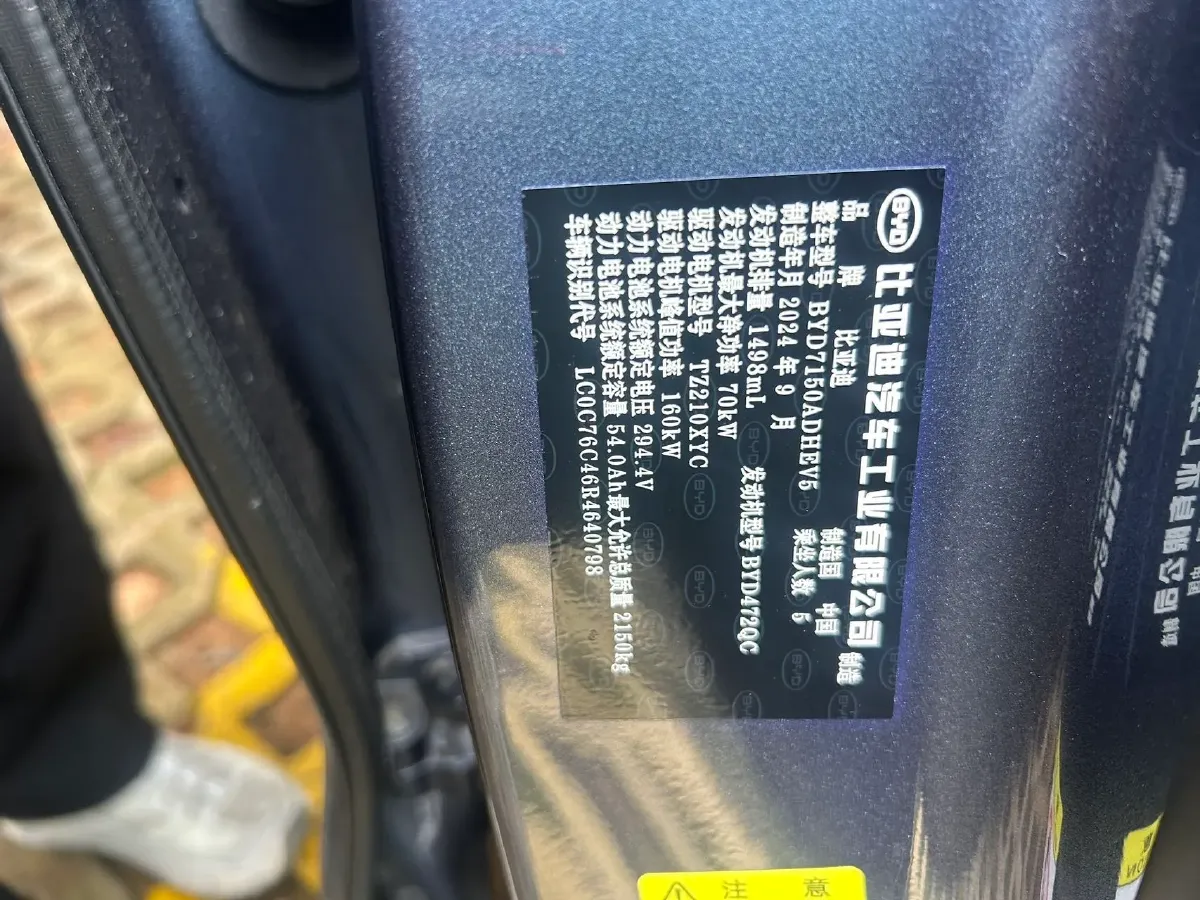 BYD 比亚迪汽车工业有限公司 制造
品 牌 比亚迪 制造国 中国
整车型号 BYD7150ADHEV5 乘坐人数 5
制造年月 2024 年 9 月
发动机排量 1498mL 发动机型号 BYD472QC
发动机最大净功率 70kW
驱动电机型号 TZ210XYC
驱动电机峰值功率 160kW
动力电池系统额定电压 294.4V
动力电池系统额定容量 54.0Ah 最大允许总质量 2150kg
车辆识别代号 LC0C76C46R4640798
注 意